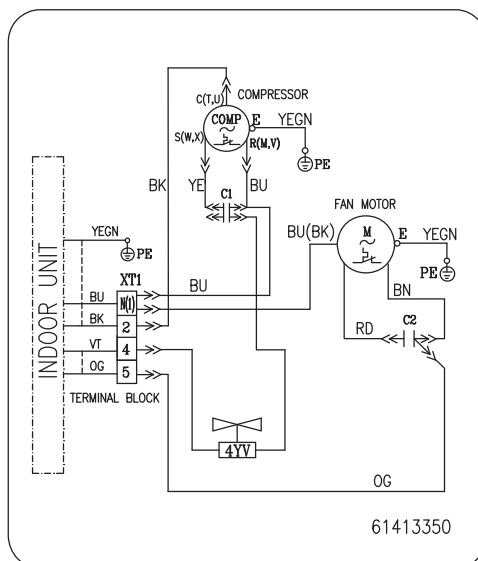 C(T,U)
COMPRESSOR
COMP
E
YEGN
S(W,X)
R(M,V)
PE
BK
YE
C1
BU
FAN MOTOR
BU(BK)
M
E
YEGN
PE
YEGN
PE
INDOOR UNIT
XT1
BU
N(1)
BU
BN
BK
2
RD
C2
VT
4
OG
5
TERMINAL BLOCK
4YV
OG
61413350